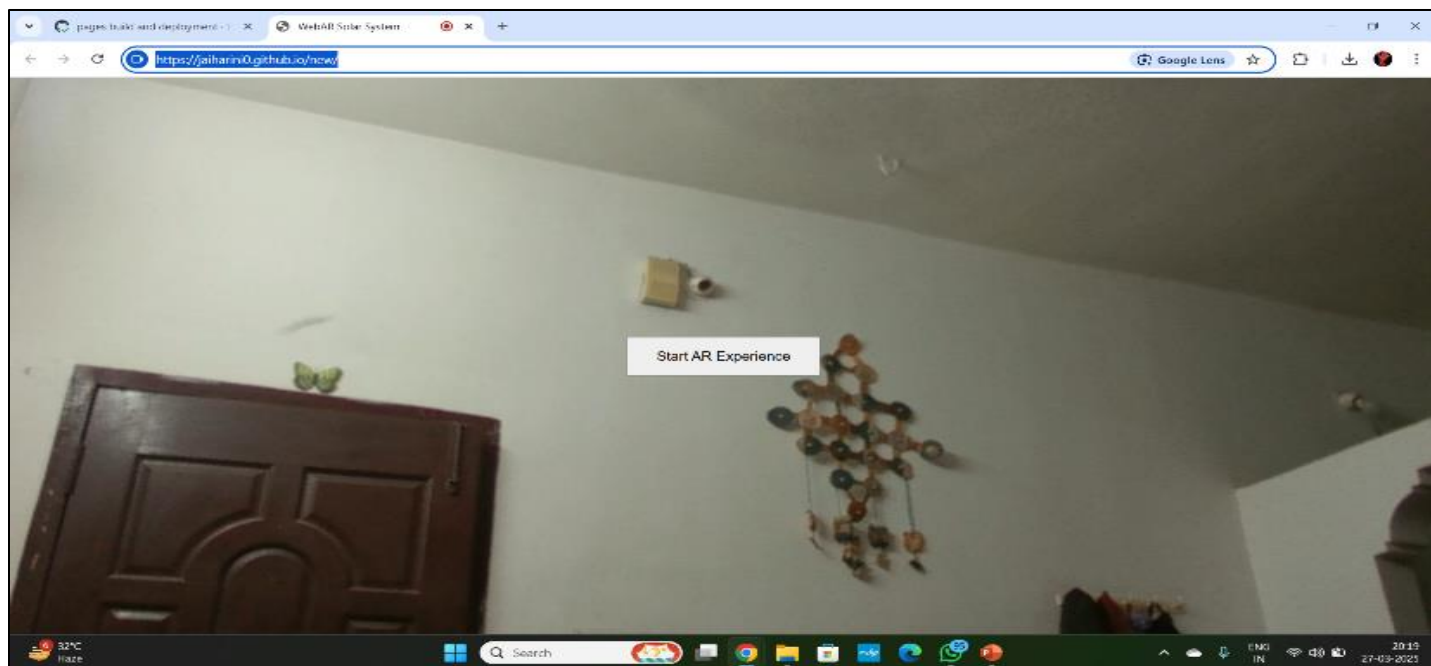 pages build and deployment -
WebAR Solar System
https://jaiharini0.github.io/new/
Google Lens
Start AR Experience
32°C
Haze
Search
ENG
IN
20:19
27-03-2025